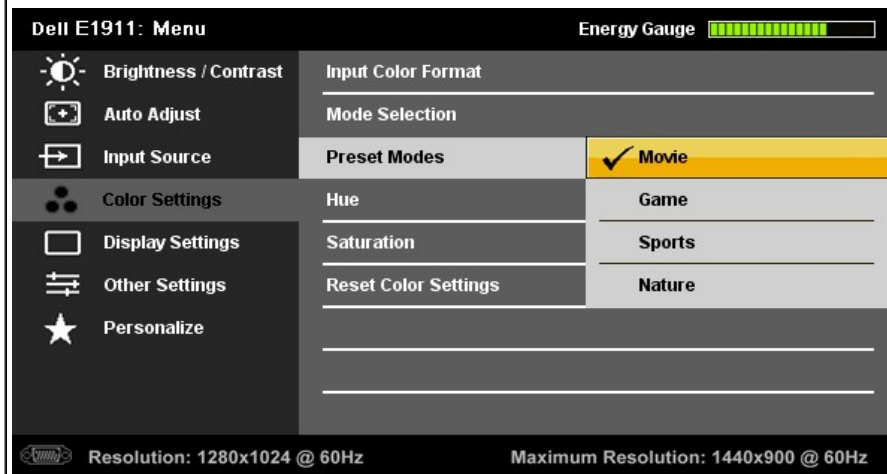 Dell E1911: Menu
Energy Gauge
Brightness / Contrast
Auto Adjust
Input Source
Color Settings
Display Settings
Other Settings
Personalize
Input Color Format
Mode Selection
Preset Modes
Hue
Saturation
Reset Color Settings
Movie
Game
Sports
Nature
Resolution: 1280x1024 @ 60Hz
Maximum Resolution: 1440x900 @ 60Hz